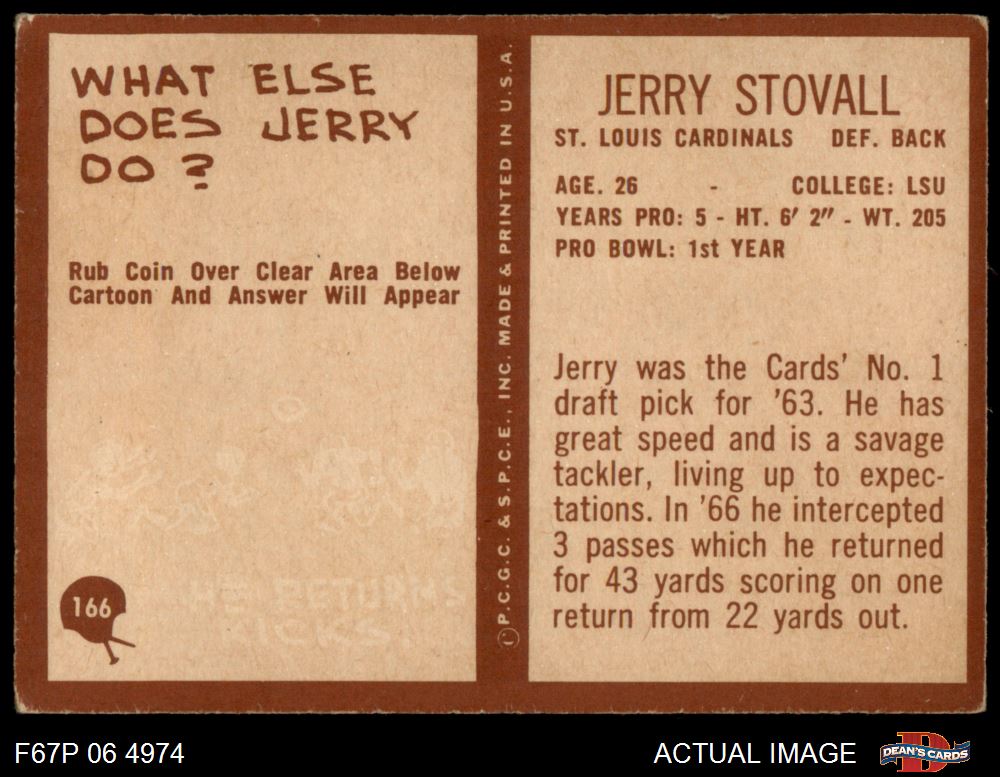 WHAT ELSE
DOES JERRY
DO ?
Rub Coin Over Clear Area Below
Cartoon And Answer Will Appear
HE RETURNS
KICKS.
166
© P.C.G.C. & S.P.C.E., INC. MADE & PRINTED IN U.S.A.
JERRY STOVALL
ST. LOUIS CARDINALS DEF. BACK
AGE. 26 - COLLEGE: LSU
YEARS PRO: 5 - HT. 6' 2" - WT. 205
PRO BOWL: 1st YEAR
Jerry was the Cards' No. 1
draft pick for '63. He has
great speed and is a savage
tackler, living up to expec-
tations. In '66 he intercepted
3 passes which he returned
for 43 yards scoring on one
return from 22 yards out.
F67P 06 4974
ACTUAL IMAGE
DEAN'S CARDS